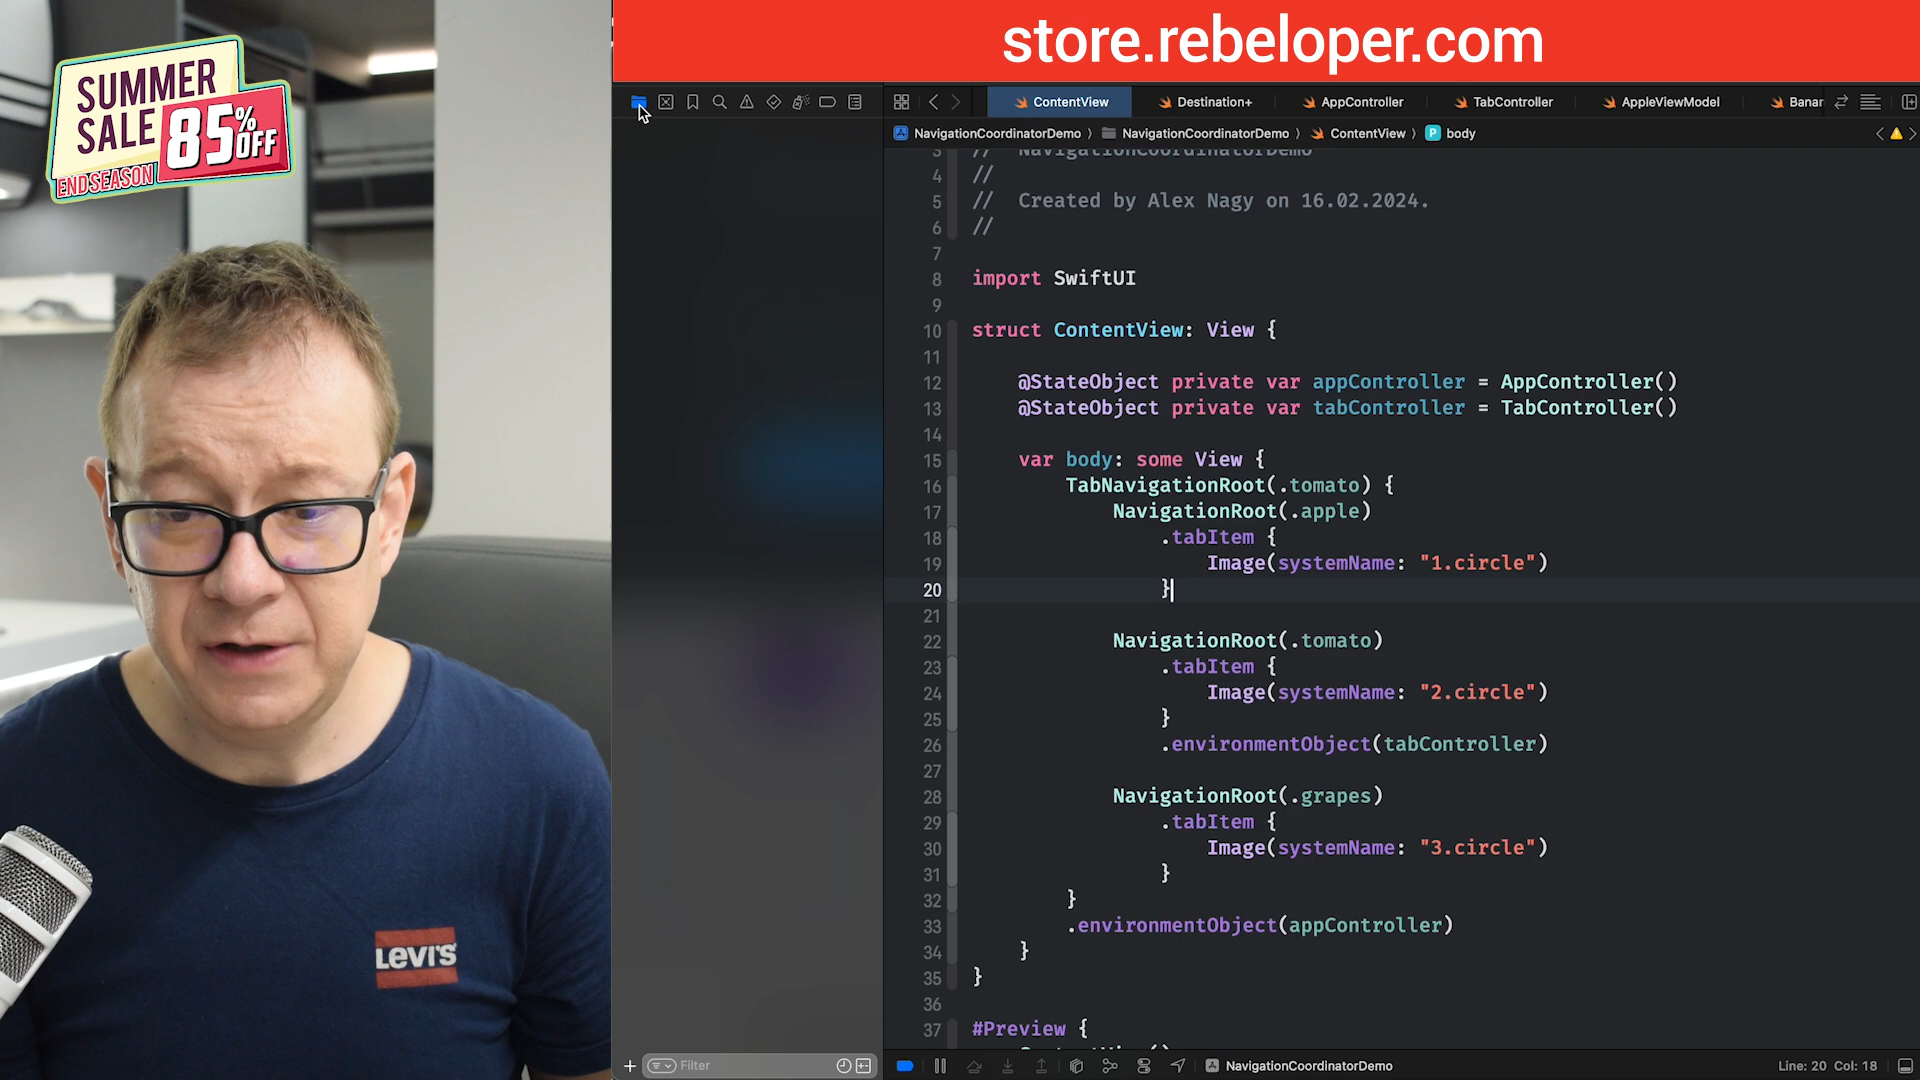 store.rebeloper.com
SUMMER
SALE
85% OFF
END SEASON
ContentView
Destination+
AppController
TabController
AppleViewModel
Banar
NavigationCoordinatorDemo 〉 NavigationCoordinatorDemo 〉 ContentView 〉 P body
3 // NavigationCoordinatorDemo
4 //
5 // Created by Alex Nagy on 16.02.2024.
6 //
7
8 import SwiftUI
9
10 struct ContentView: View {
11
12 @StateObject private var appController = AppController()
13 @StateObject private var tabController = TabController()
14
15 var body: some View {
16 TabNavigationRoot(.tomato) {
17 NavigationRoot(.apple)
18 .tabItem {
19 Image(systemName: "1.circle")
20 }
21
22 NavigationRoot(.tomato)
23 .tabItem {
24 Image(systemName: "2.circle")
25 }
26 .environmentObject(tabController)
27
28 NavigationRoot(.grapes)
29 .tabItem {
30 Image(systemName: "3.circle")
31 }
32 }
33 .environmentObject(appController)
34 }
35 }
36
37 #Preview {
LEVI'S
Filter
NavigationCoordinatorDemo
Line: 20 Col: 18